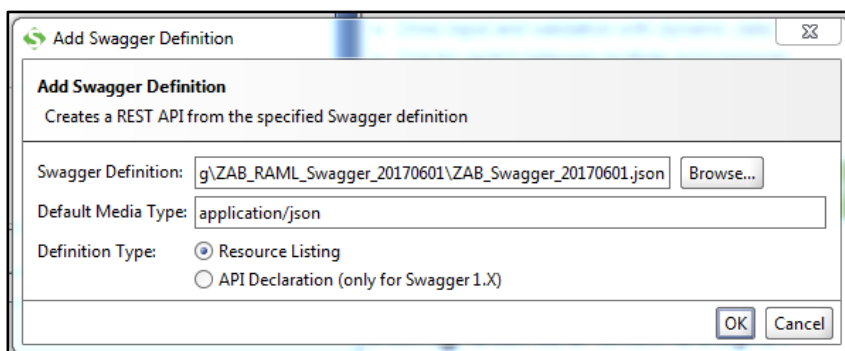 Add Swagger Definition
Add Swagger Definition
Creates a REST API from the specified Swagger definition
Swagger Definition: g\ZAB_RAML_Swagger_20170601\ZAB_Swagger_20170601.json Browse...
Default Media Type: application/json
Definition Type: Resource Listing
API Declaration (only for Swagger 1.X)
OK Cancel